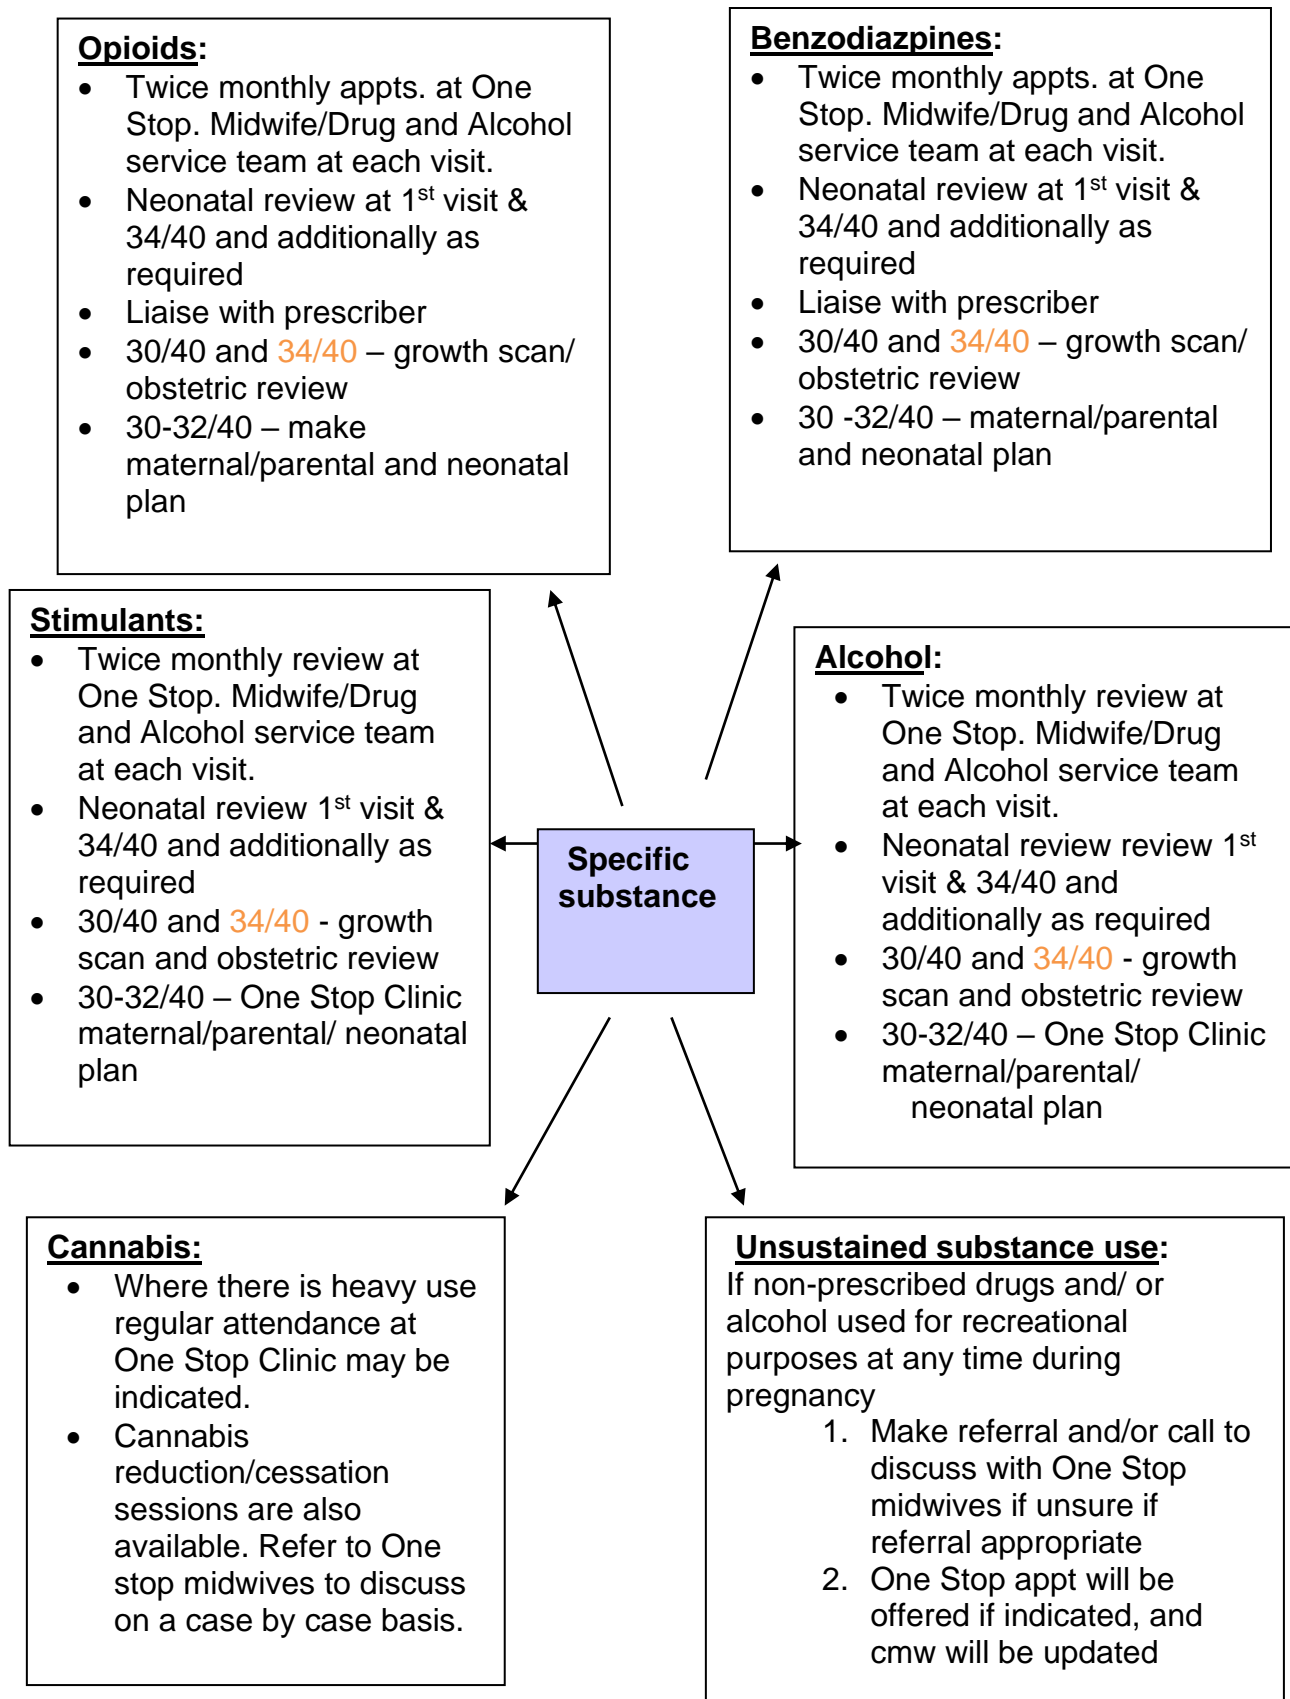 Opioids:
• Twice monthly appts. at One
Stop. Midwife/Drug and Alcohol
service team at each visit.
• Neonatal review at 1st visit &
34/40 and additionally as
required
• Liaise with prescriber
• 30/40 and 34/40 – growth scan/
obstetric review
• 30-32/40 – make
maternal/parental and neonatal
plan
Benzodiazpines:
• Twice monthly appts. at One
Stop. Midwife/Drug and Alcohol
service team at each visit.
• Neonatal review at 1st visit &
34/40 and additionally as
required
• Liaise with prescriber
• 30/40 and 34/40 – growth scan/
obstetric review
• 30 -32/40 – maternal/parental
and neonatal plan
Stimulants:
• Twice monthly review at
One Stop. Midwife/Drug
and Alcohol service team
at each visit.
• Neonatal review 1st visit &
34/40 and additionally as
required
• 30/40 and 34/40 - growth
scan and obstetric review
• 30-32/40 – One Stop Clinic
maternal/parental/ neonatal
plan
Specific
substance
Alcohol:
• Twice monthly review at
One Stop. Midwife/Drug
and Alcohol service team
at each visit.
• Neonatal review review 1st
visit & 34/40 and
additionally as required
• 30/40 and 34/40 - growth
scan and obstetric review
• 30-32/40 – One Stop Clinic
maternal/parental/
neonatal plan
Cannabis:
• Where there is heavy use
regular attendance at
One Stop Clinic may be
indicated.
• Cannabis
reduction/cessation
sessions are also
available. Refer to One
stop midwives to discuss
on a case by case basis.
Unsustained substance use:
If non-prescribed drugs and/ or
alcohol used for recreational
purposes at any time during
pregnancy
1. Make referral and/or call to
discuss with One Stop
midwives if unsure if
referral appropriate
2. One Stop appt will be
offered if indicated, and
cmw will be updated